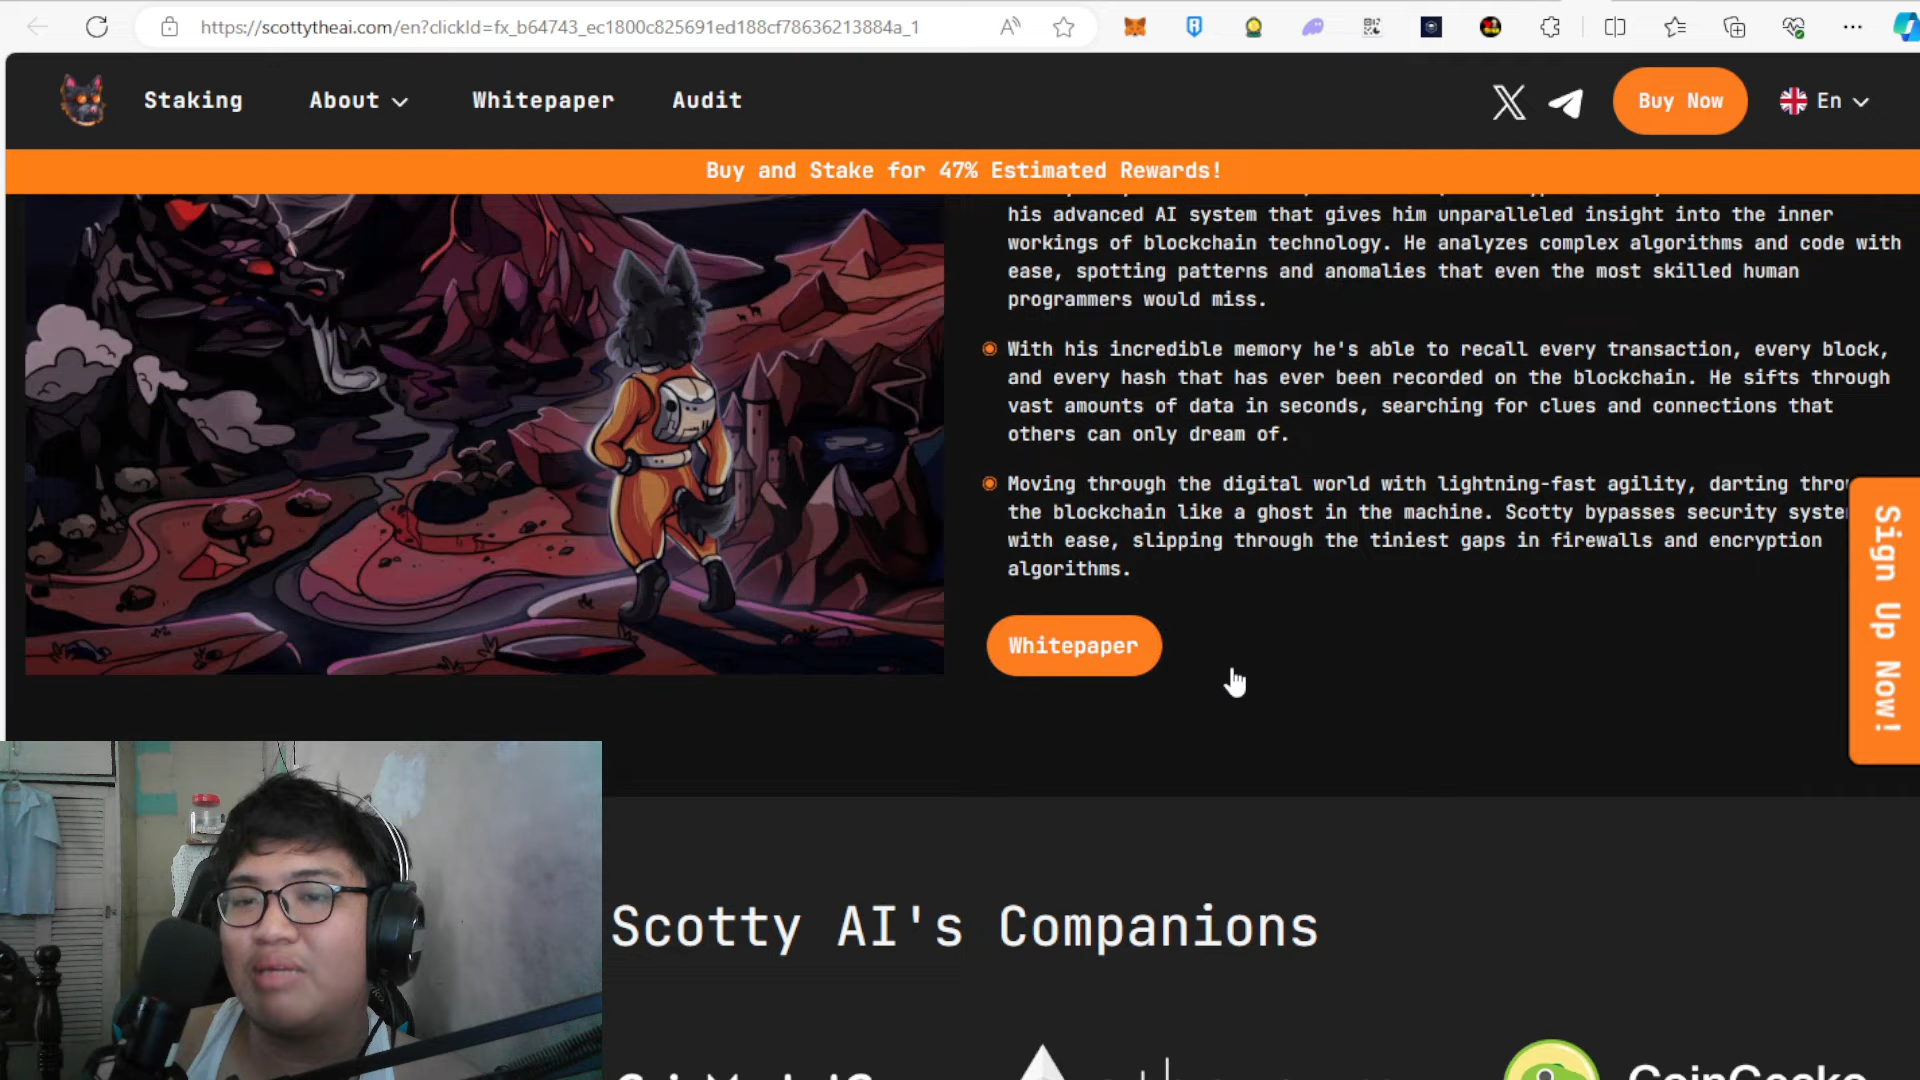 https://scottytheai.com/en?clickId=fx_b64743_ec1800c825691ed188cf78636213884a_1
Staking About Whitepaper Audit Buy Now En
Buy and Stake for 47% Estimated Rewards!
his advanced AI system that gives him unparalleled insight into the inner
workings of blockchain technology. He analyzes complex algorithms and code with
ease, spotting patterns and anomalies that even the most skilled human
programmers would miss.
With his incredible memory he's able to recall every transaction, every block,
and every hash that has ever been recorded on the blockchain. He sifts through
vast amounts of data in seconds, searching for clues and connections that
others can only dream of.
Moving through the digital world with lightning-fast agility, darting
the blockchain like a ghost in the machine. Scotty bypasses security
with ease, slipping through the tiniest gaps in firewalls and encryption
algorithms.
Sign Up Now!
Whitepaper
Scotty AI's Companions